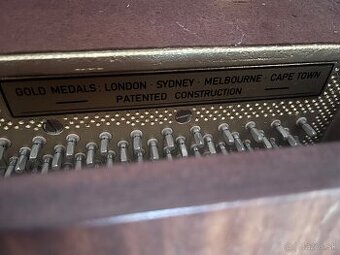 GOLD MEDALS: LONDON · SYDNEY · MELBOURNE · CAPE TOWN
PATENTED CONSTRUCTION